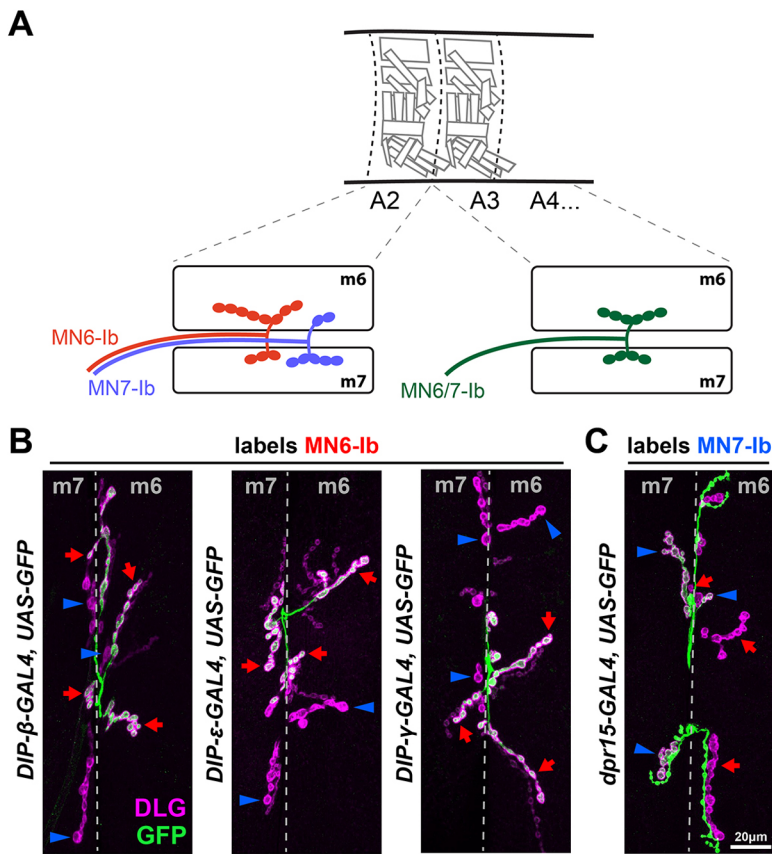 A
A2
A3
A4...
m6
MN6-Ib
MN7-Ib
m7
m6
MN6/7-Ib
m7
B
labels MN6-Ib
C
labels MN7-Ib
m7
m6
m7
m6
m7
m6
m7
m6
DIP-β-GAL4, UAS-GFP
DIP-ε-GAL4, UAS-GFP
DIP-γ-GAL4, UAS-GFP
dpr15-GAL4, UAS-GFP
DLG
GFP
20µm